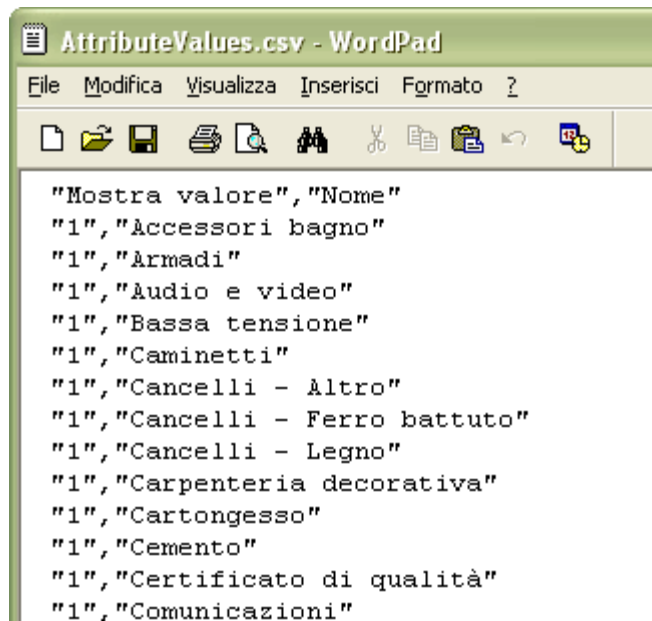 AttributeValues.csv - WordPad
File Modifica Visualizza Inserisci Formato ?
"Mostra valore","Nome"
"1","Accessori bagno"
"1","Armadi"
"1","Audio e video"
"1","Bassa tensione"
"1","Caminetti"
"1","Cancelli - Altro"
"1","Cancelli - Ferro battuto"
"1","Cancelli - Legno"
"1","Carpenteria decorativa"
"1","Cartongesso"
"1","Cemento"
"1","Certificato di qualità"
"1","Comunicazioni"